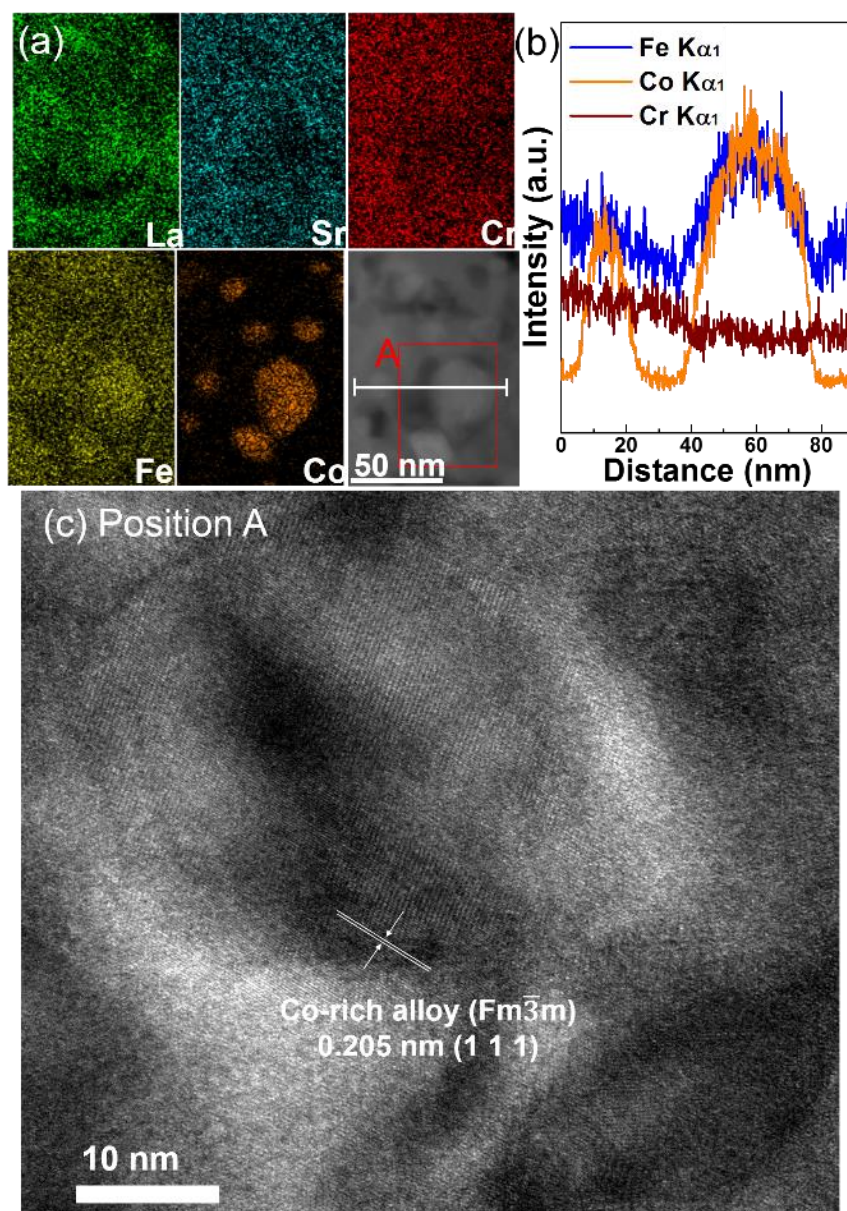 (a)
La
Sr
Cr
Fe
Co
A
50 nm
(b)
Fe Kα1
Co Kα1
Cr Kα1
Intensity (a.u.)
0 20 40 60 80
Distance (nm)
(c) Position A
Co-rich alloy (Fm3̅m)
0.205 nm (1 1 1)
10 nm